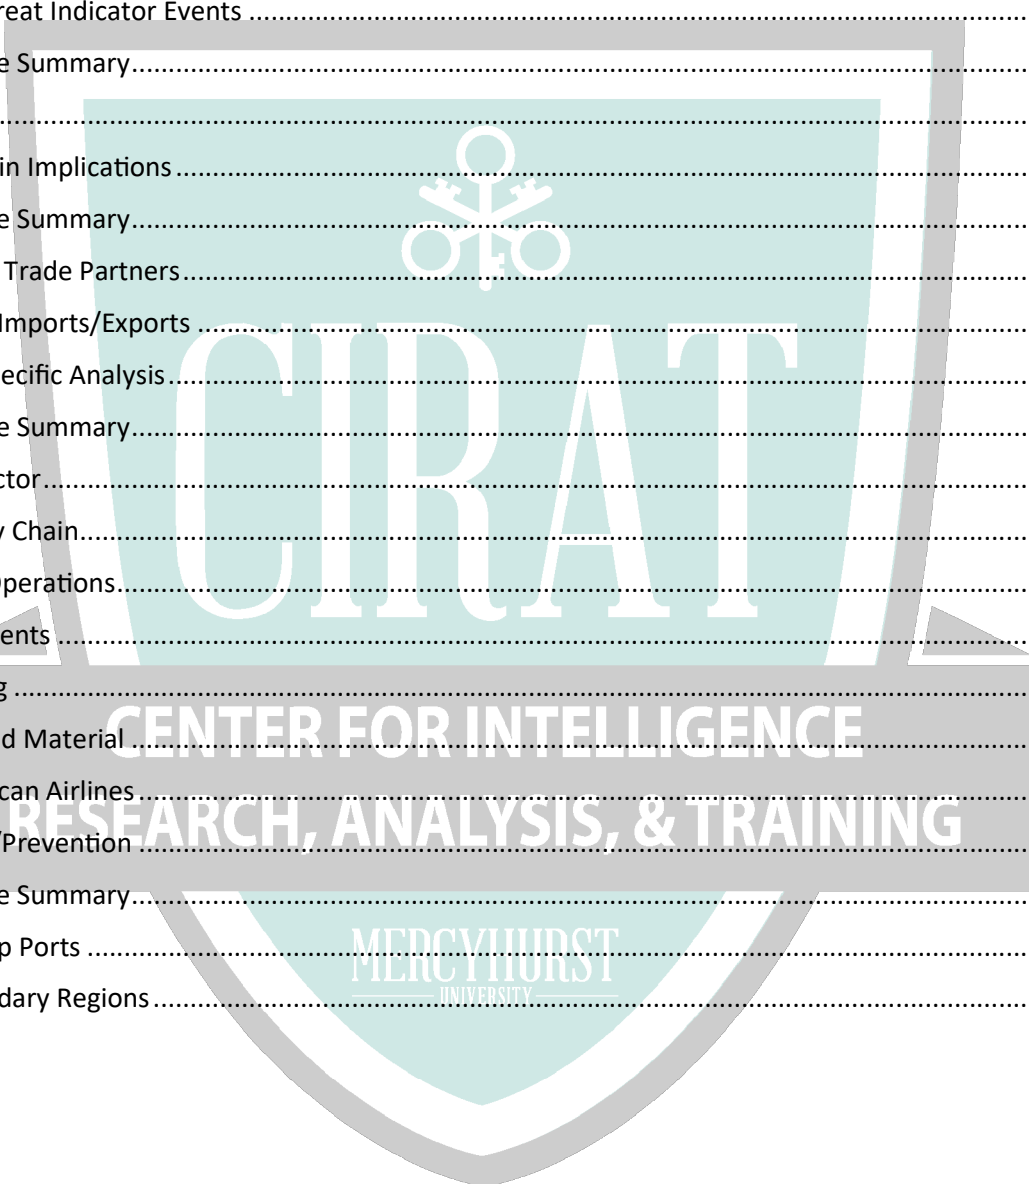 reat Indicator Events ........................................................................................................
e Summary........................................................................................................
........................................................................................................
in Implications ........................................................................................................
e Summary........................................................................................................
Trade Partners........................................................................................................
Imports/Exports ........................................................................................................
ecific Analysis ........................................................................................................
e Summary........................................................................................................
ctor........................................................................................................
y Chain........................................................................................................
Operations........................................................................................................
ents ........................................................................................................
g ........................................................................................................
d Material ........................................................................................................
can Airlines........................................................................................................
/Prevention ........................................................................................................
e Summary........................................................................................................
p Ports ........................................................................................................
dary Regions ........................................................................................................
CIRAT
CENTER FOR INTELLIGENCE
RESEARCH, ANALYSIS, & TRAINING
MERCYHURST
UNIVERSITY